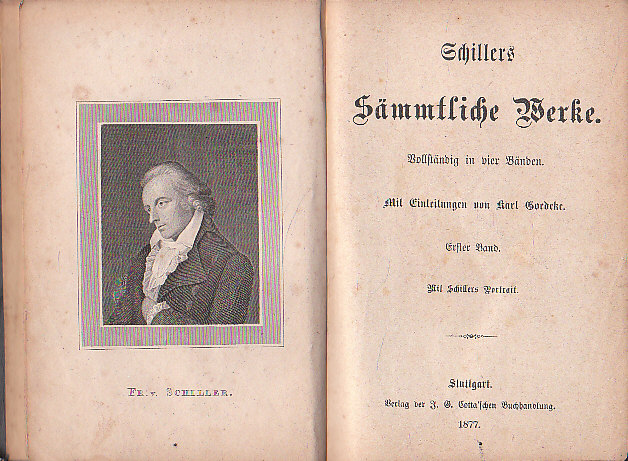 Fr. v. Schiller.
Schillers
Sämmtliche Werke.
Vollständig in vier Bänden.
Mit Einleitungen von Karl Goedeke.
Erster Band.
Mit Schillers Portrait.
Stuttgart.
Verlag der J. G. Cotta'schen Buchhandlung.
1877.